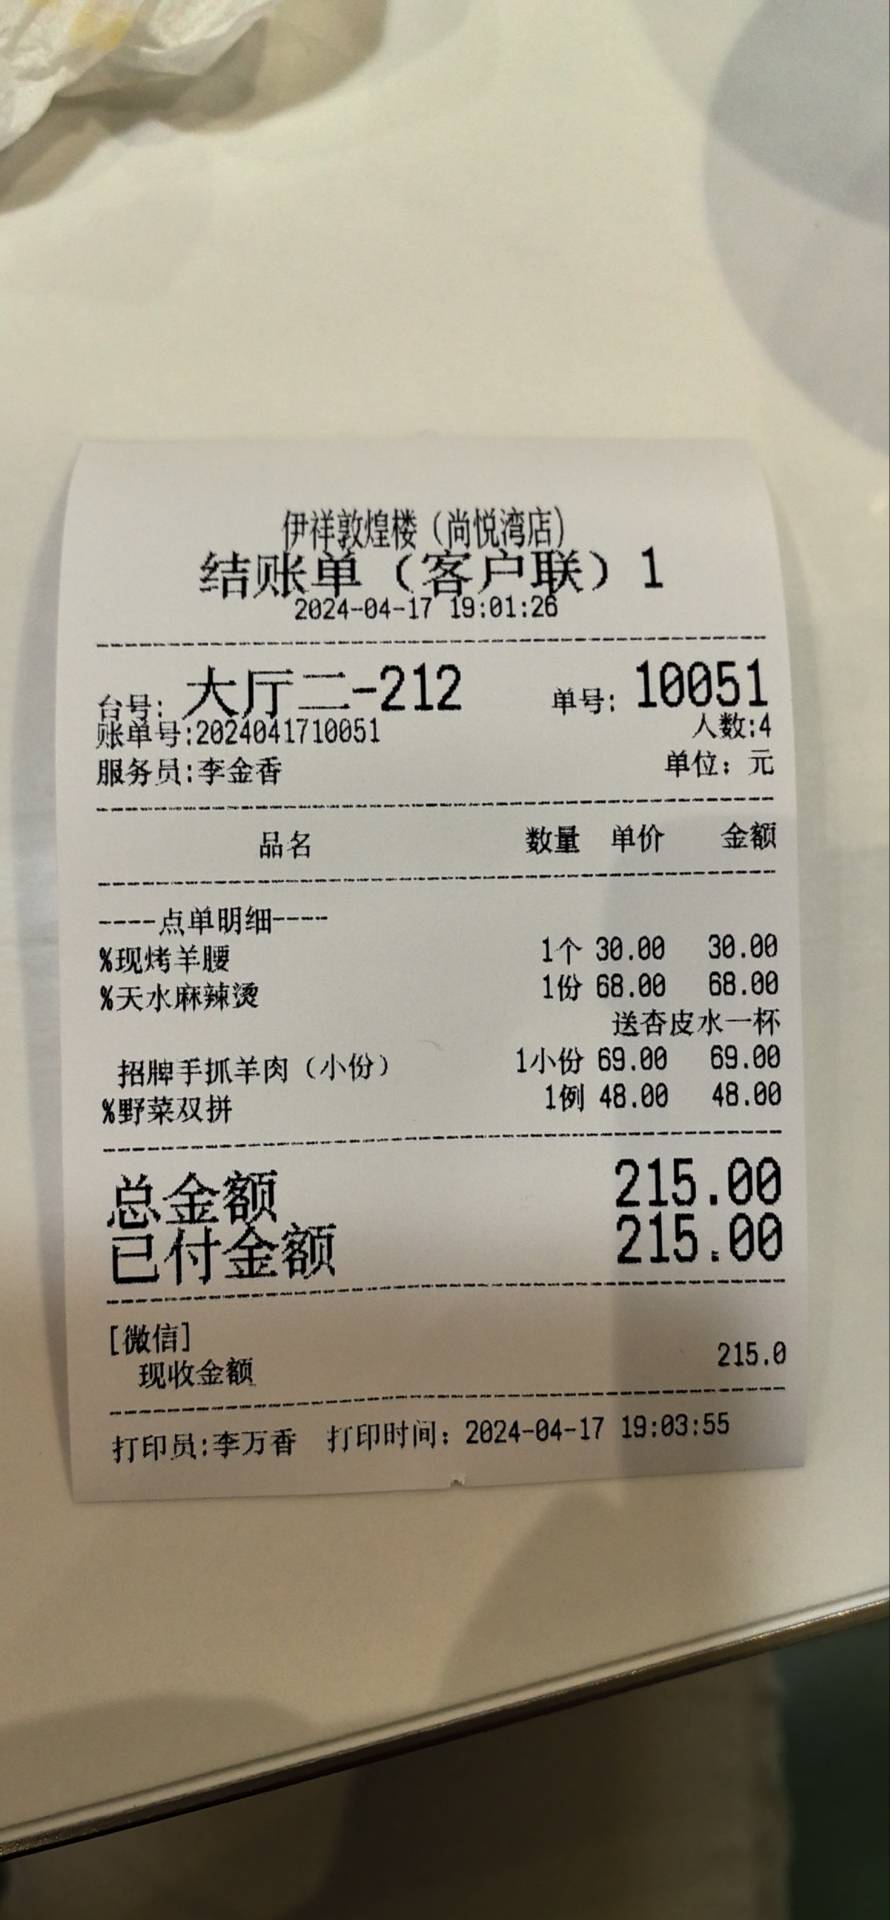 伊祥敦煌楼（尚悦湾店）
结账单（客户联）1
2024-04-17 19:01:26
台号: 大厅二-212 单号: 10051
账单号:2024041710051 人数:4
服务员:李金香 单位: 元
品名 数量 单价 金额
----点单明细----
%现烤羊腰 1个 30.00 30.00
%天水麻辣烫 1份 68.00 68.00
送杏皮水一杯
招牌手抓羊肉（小份） 1小份 69.00 69.00
%野菜双拼 1例 48.00 48.00
总金额 215.00
已付金额 215.00
[微信]
现收金额 215.0
打印员:李万香 打印时间: 2024-04-17 19:03:55